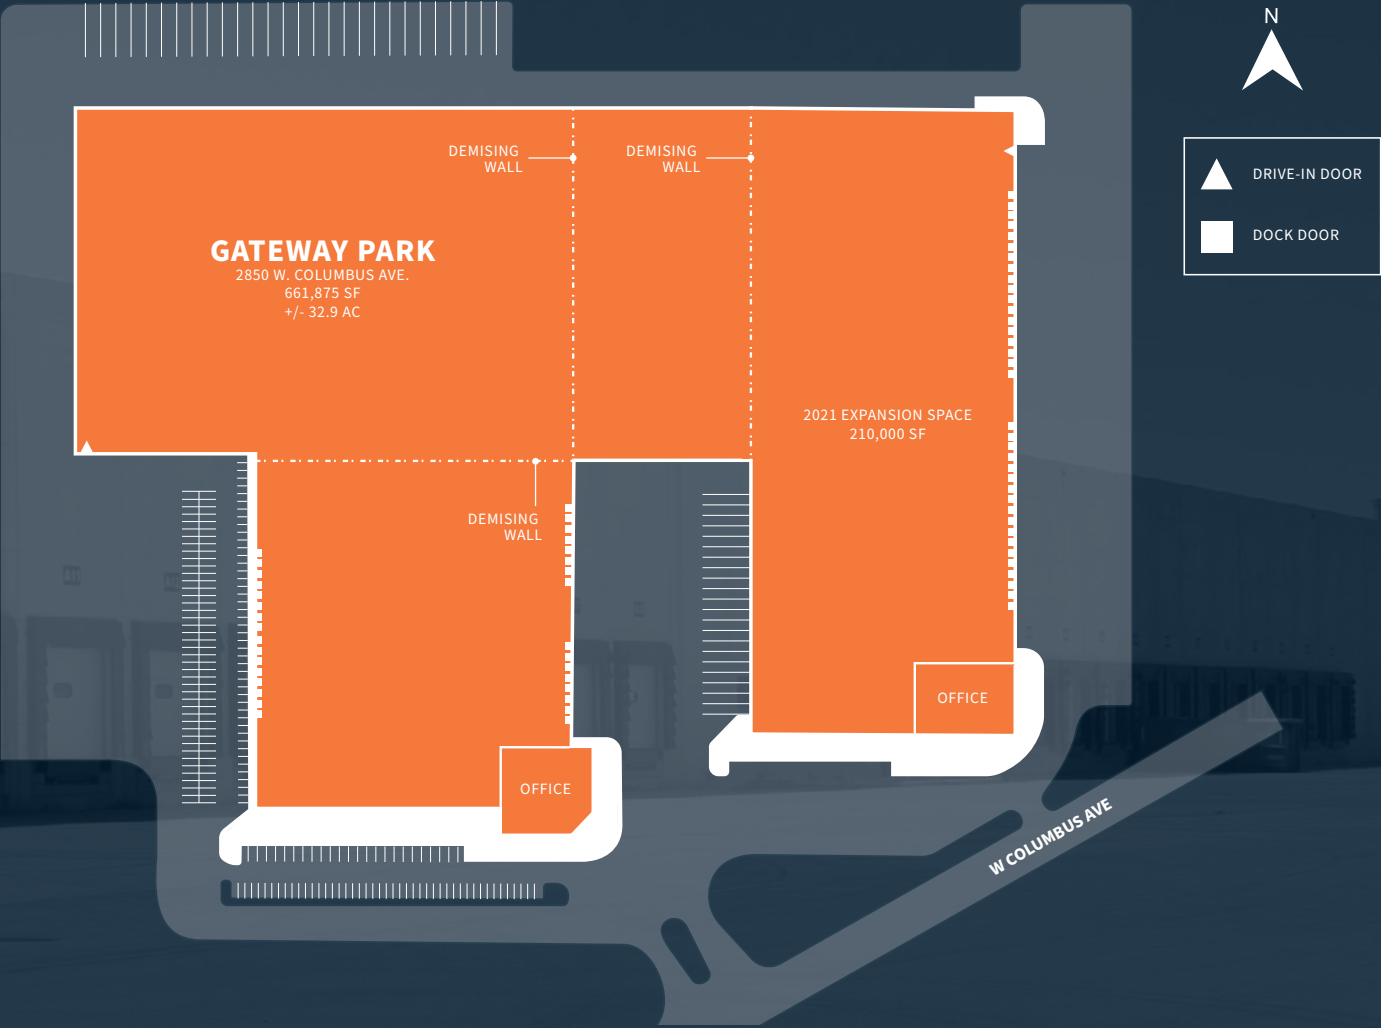 N
DRIVE-IN DOOR
DOCK DOOR
DEMISING
WALL
DEMISING
WALL
GATEWAY PARK
2850 W. COLUMBUS AVE.
661,875 SF
+/- 32.9 AC
2021 EXPANSION SPACE
210,000 SF
DEMISING
WALL
OFFICE
OFFICE
W COLUMBUS AVE